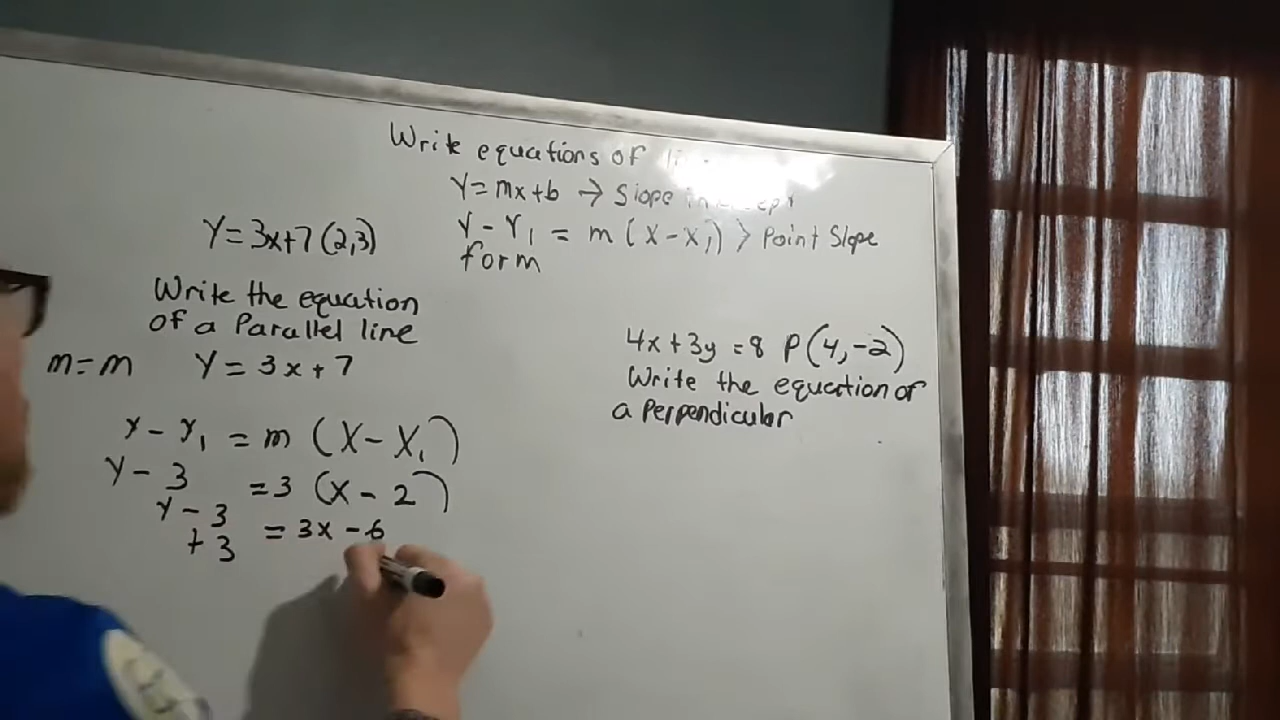 Write equations of
Y=mx+b → Slope
Y - Y₁ = m (X-X₁) > Point Slope
form
Y=3x+7 (2,3)
Write the equation
of a Parallel line
m=m Y = 3x+7
Y - Y₁ = m (X - X₁)
Y - 3 = 3 (X - 2)
Y - 3 = 3x - 6
+ 3
4x+3y=8 P(4,-2)
Write the equation of
a Perpendicular